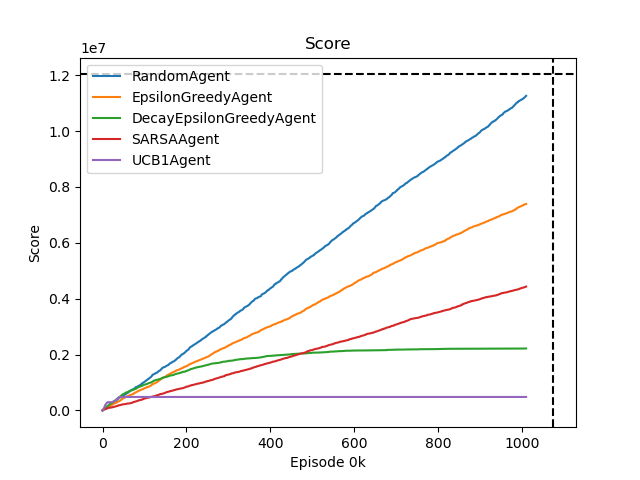 Score
1e7
RandomAgent
EpsilonGreedyAgent
DecayEpsilonGreedyAgent
SARSAAgent
UCB1Agent
1.2
1.0
0.8
0.6
0.4
0.2
0.0
Score
0 200 400 600 800 1000
Episode 0k